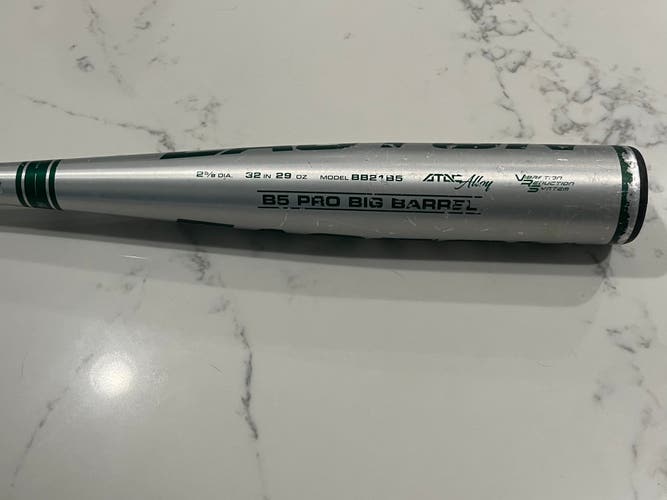 EASTON
2 5/8 DIA. 32 IN 29 OZ MODEL BB21B5 ATAC Alloy VIBRATION REDUCTION SYSTEM
B5 PRO BIG BARREL